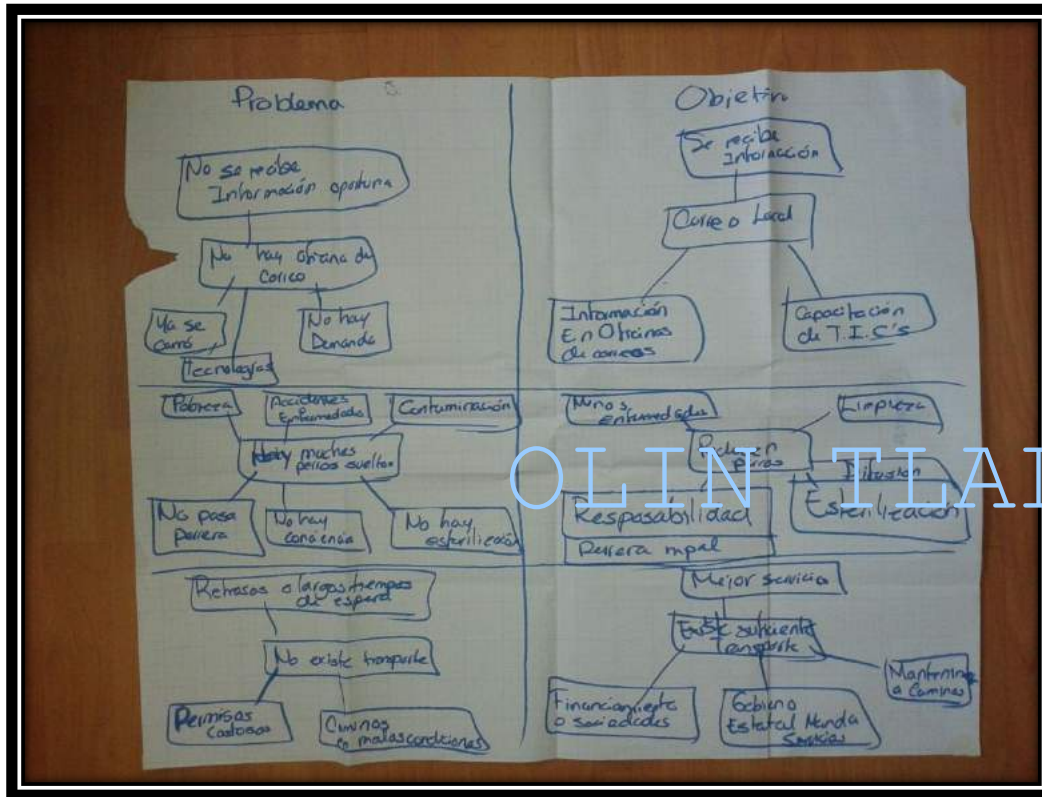 Problema
No se recibe
Información oportuna
No hay oficina de
Correo
Ya se
cerró
No hay
Demanda
Tecnologías
Pobreza
Accidentes
Enfermedades
Contaminación
Hay muchos
perros sueltos
No pasa
perrera
No hay
conciencia
No hay
esterilización
Retrasos o largos tiempos
de espera
No existe transporte
Permisos
Costosos
Caminos
en malas condiciones
Objetivo
Se recibe
Información
Correo Local
Información
En Oficinas
de correos
Capacitación
de T.I.C's
Menos
enfermedades
Limpieza
Reducen
perros
Difusión
Resposabilidad
Esterilización
Perrera mpal
OLIN TLA
Mejor servicio
Existe suficiente
Transporte
Financiamiento
o sociedades
Gobierno
Estatal Manda
Servicios
a Caminos